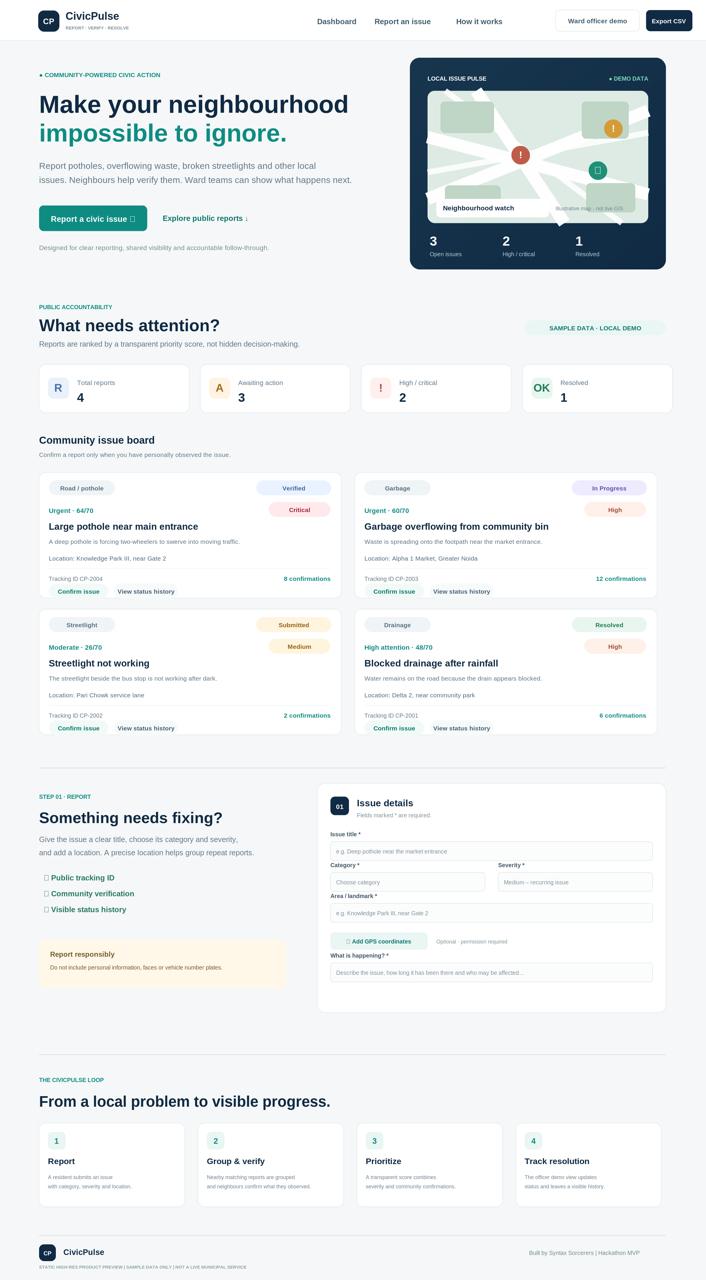 CP
CivicPulse
REPORT · VERIFY · RESOLVE
Dashboard
Report an issue
How it works
Ward officer demo
Export CSV
● COMMUNITY-POWERED CIVIC ACTION
Make your neighbourhood
impossible to ignore.
Report potholes, overflowing waste, broken streetlights and other local
issues. Neighbours help verify them. Ward teams can show what happens next.
Report a civic issue
Explore public reports ↓
Designed for clear reporting, shared visibility and accountable follow-through.
LOCAL ISSUE PULSE
● DEMO DATA
!
!
Neighbourhood watch
Illustrative map - not live GIS
3
Open issues
2
High / critical
1
Resolved
PUBLIC ACCOUNTABILITY
What needs attention?
Reports are ranked by a transparent priority score, not hidden decision-making.
SAMPLE DATA · LOCAL DEMO
R
Total reports
4
A
Awaiting action
3
!
High / critical
2
OK
Resolved
1
Community issue board
Confirm a report only when you have personally observed the issue.
Road / pothole
Verified
Urgent · 64/70
Critical
Large pothole near main entrance
A deep pothole is forcing two-wheelers to swerve into moving traffic.
Location: Knowledge Park III, near Gate 2
Tracking ID CP-2004
8 confirmations
Confirm issue
View status history
Garbage
In Progress
Urgent · 60/70
High
Garbage overflowing from community bin
Waste is spreading onto the footpath near the market entrance.
Location: Alpha 1 Market, Greater Noida
Tracking ID CP-2003
12 confirmations
Confirm issue
View status history
Streetlight
Submitted
Moderate · 26/70
Medium
Streetlight not working
The streetlight beside the bus stop is not working after dark.
Location: Pari Chowk service lane
Tracking ID CP-2002
2 confirmations
Confirm issue
View status history
Drainage
Resolved
High attention · 48/70
High
Blocked drainage after rainfall
Water remains on the road because the drain appears blocked.
Location: Delta 2, near community park
Tracking ID CP-2001
6 confirmations
Confirm issue
View status history
STEP 01 · REPORT
Something needs fixing?
Give the issue a clear title, choose its category and severity,
and add a location. A precise location helps group repeat reports.
Public tracking ID
Community verification
Visible status history
Report responsibly
Do not include personal information, faces or vehicle number plates.
01
Issue details
Fields marked * are required
Issue title *
e.g. Deep pothole near the market entrance
Category *
Choose category
Severity *
Medium – recurring issue
Area / landmark *
e.g. Knowledge Park III, near Gate 2
Add GPS coordinates
Optional · permission required
What is happening? *
Describe the issue, how long it has been there and who may be affected...
THE CIVICPULSE LOOP
From a local problem to visible progress.
1
Report
A resident submits an issue
with category, severity and location.
2
Group & verify
Nearby matching reports are grouped
and neighbours confirm what they observed.
3
Prioritize
A transparent score combines
severity and community confirmations.
4
Track resolution
The officer demo view updates
status and leaves a visible history.
CP
CivicPulse
Built by Syntax Sorcerers | Hackathon MVP
STATIC HIGH-RES PRODUCT PREVIEW | SAMPLE DATA ONLY | NOT A LIVE MUNICIPAL SERVICE